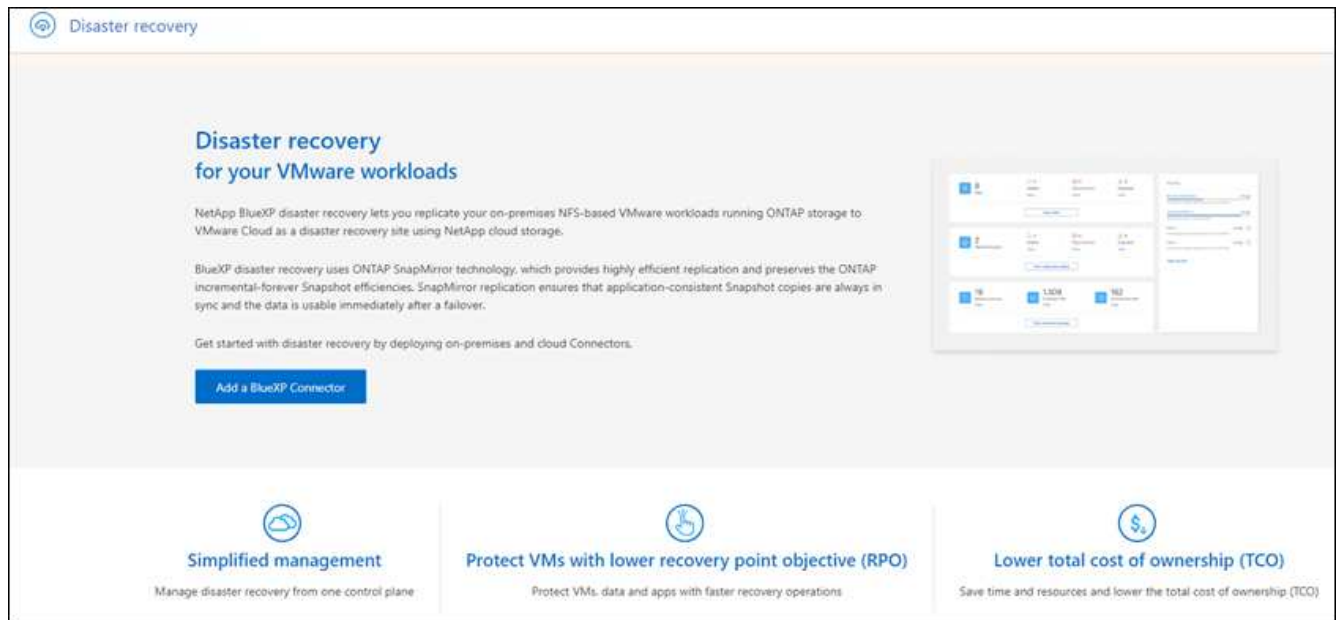 Disaster recovery
Disaster recovery
for your VMware workloads
NetApp BlueXP disaster recovery lets you replicate your on-premises NFS-based VMware workloads running ONTAP storage to
VMware Cloud as a disaster recovery site using NetApp cloud storage.
BlueXP disaster recovery uses ONTAP SnapMirror technology, which provides highly efficient replication and preserves the ONTAP
incremental-forever Snapshot efficiencies. SnapMirror replication ensures that application-consistent Snapshot copies are always in
sync and the data is usable immediately after a failover.
Get started with disaster recovery by deploying on-premises and cloud Connectors.
Add a BlueXP Connector
Simplified management
Manage disaster recovery from one control plane
Protect VMs with lower recovery point objective (RPO)
Protect VMs, data and apps with faster recovery operations
Lower total cost of ownership (TCO)
Save time and resources and lower the total cost of ownership (TCO)